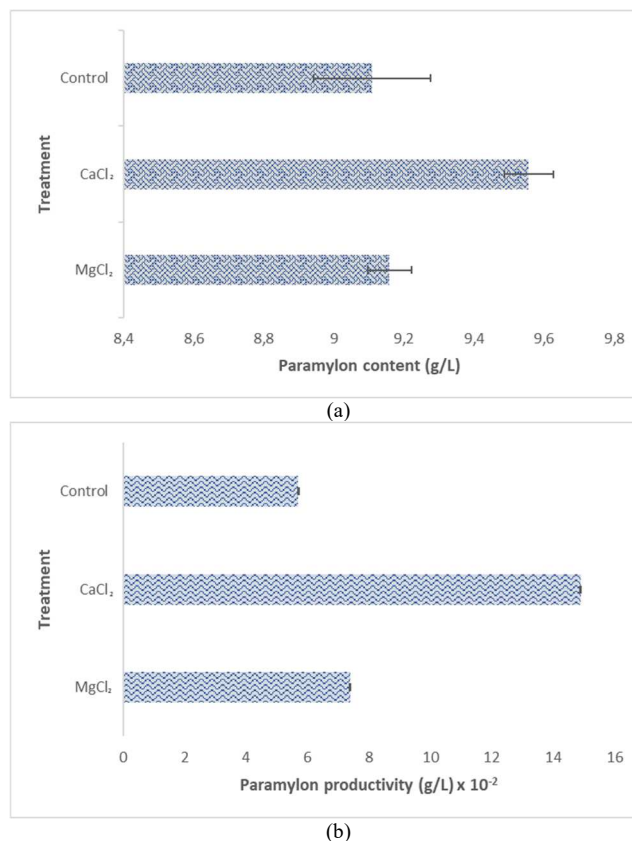 Control
CaCl₂
MgCl₂
Treatment
8,4 8,6 8,8 9 9,2 9,4 9,6 9,8
Paramylon content (g/L)
(a)
Control
CaCl₂
MgCl₂
Treatment
0 2 4 6 8 10 12 14 16
Paramylon productivity (g/L) x 10⁻²
(b)